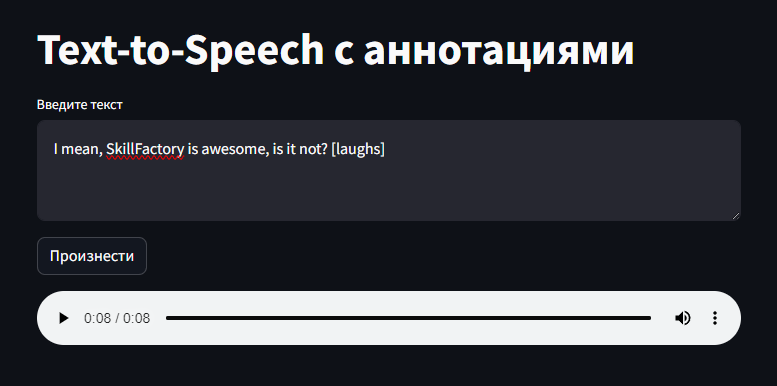 Text-to-Speech с аннотациями
Введите текст
I mean, SkillFactory is awesome, is it not? [laughs]
Произнести
0:08 / 0:08